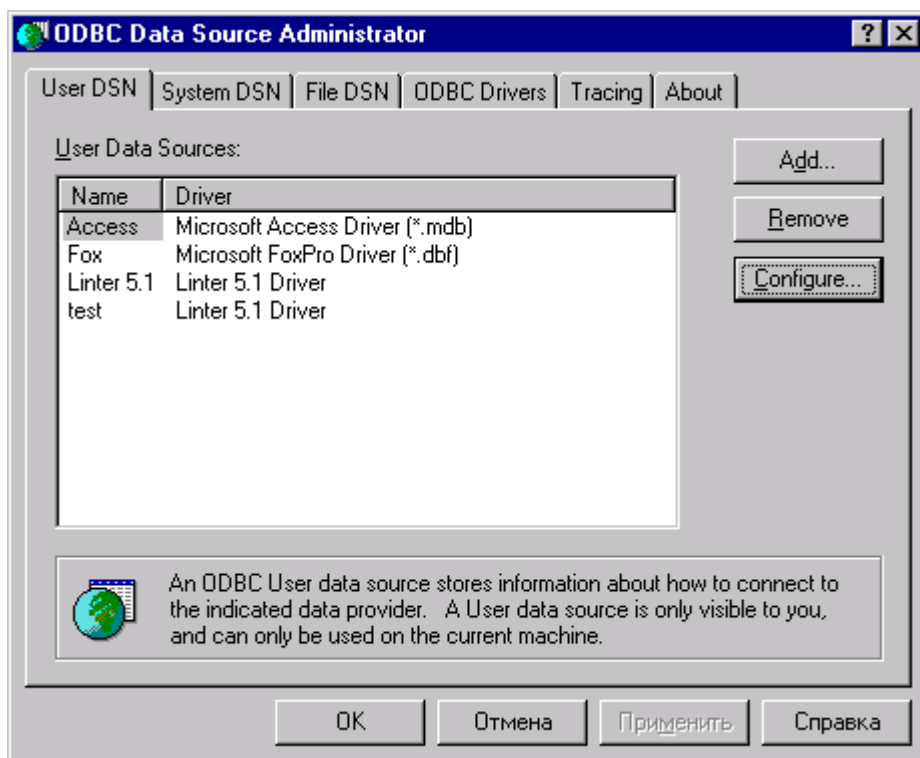 ODBC Data Source Administrator
User DSN System DSN File DSN ODBC Drivers Tracing About
User Data Sources:
Add...
Name Driver
Access Microsoft Access Driver (*.mdb)
Remove
Fox Microsoft FoxPro Driver (*.dbf)
Linter 5.1 Linter 5.1 Driver
Configure...
test Linter 5.1 Driver
An ODBC User data source stores information about how to connect to
the indicated data provider. A User data source is only visible to you,
and can only be used on the current machine.
OK Отмена Применить Справка